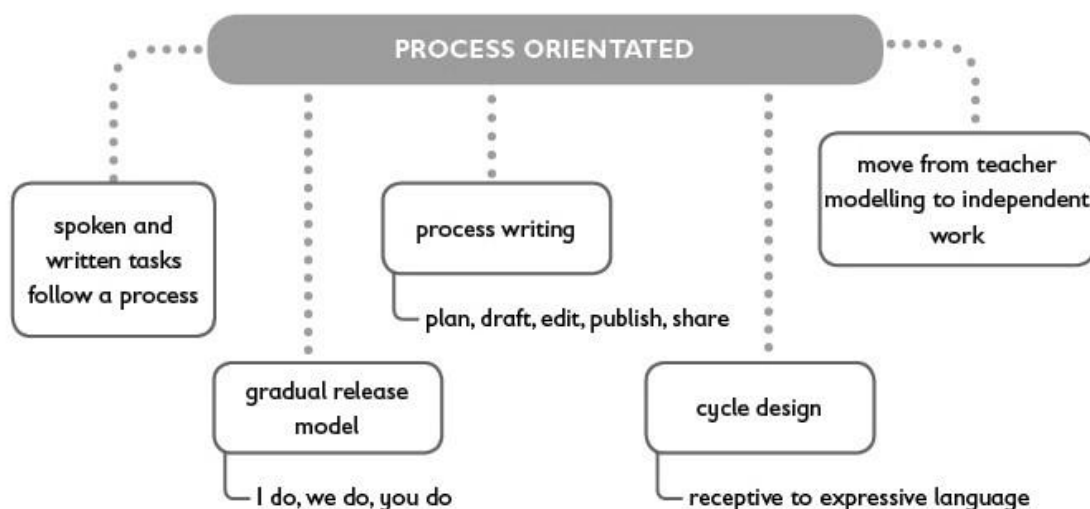 PROCESS ORIENTATED
spoken and
written tasks
follow a process
gradual release
model
I do, we do, you do
process writing
plan, draft, edit, publish, share
cycle design
receptive to expressive language
move from teacher
modelling to independent
work